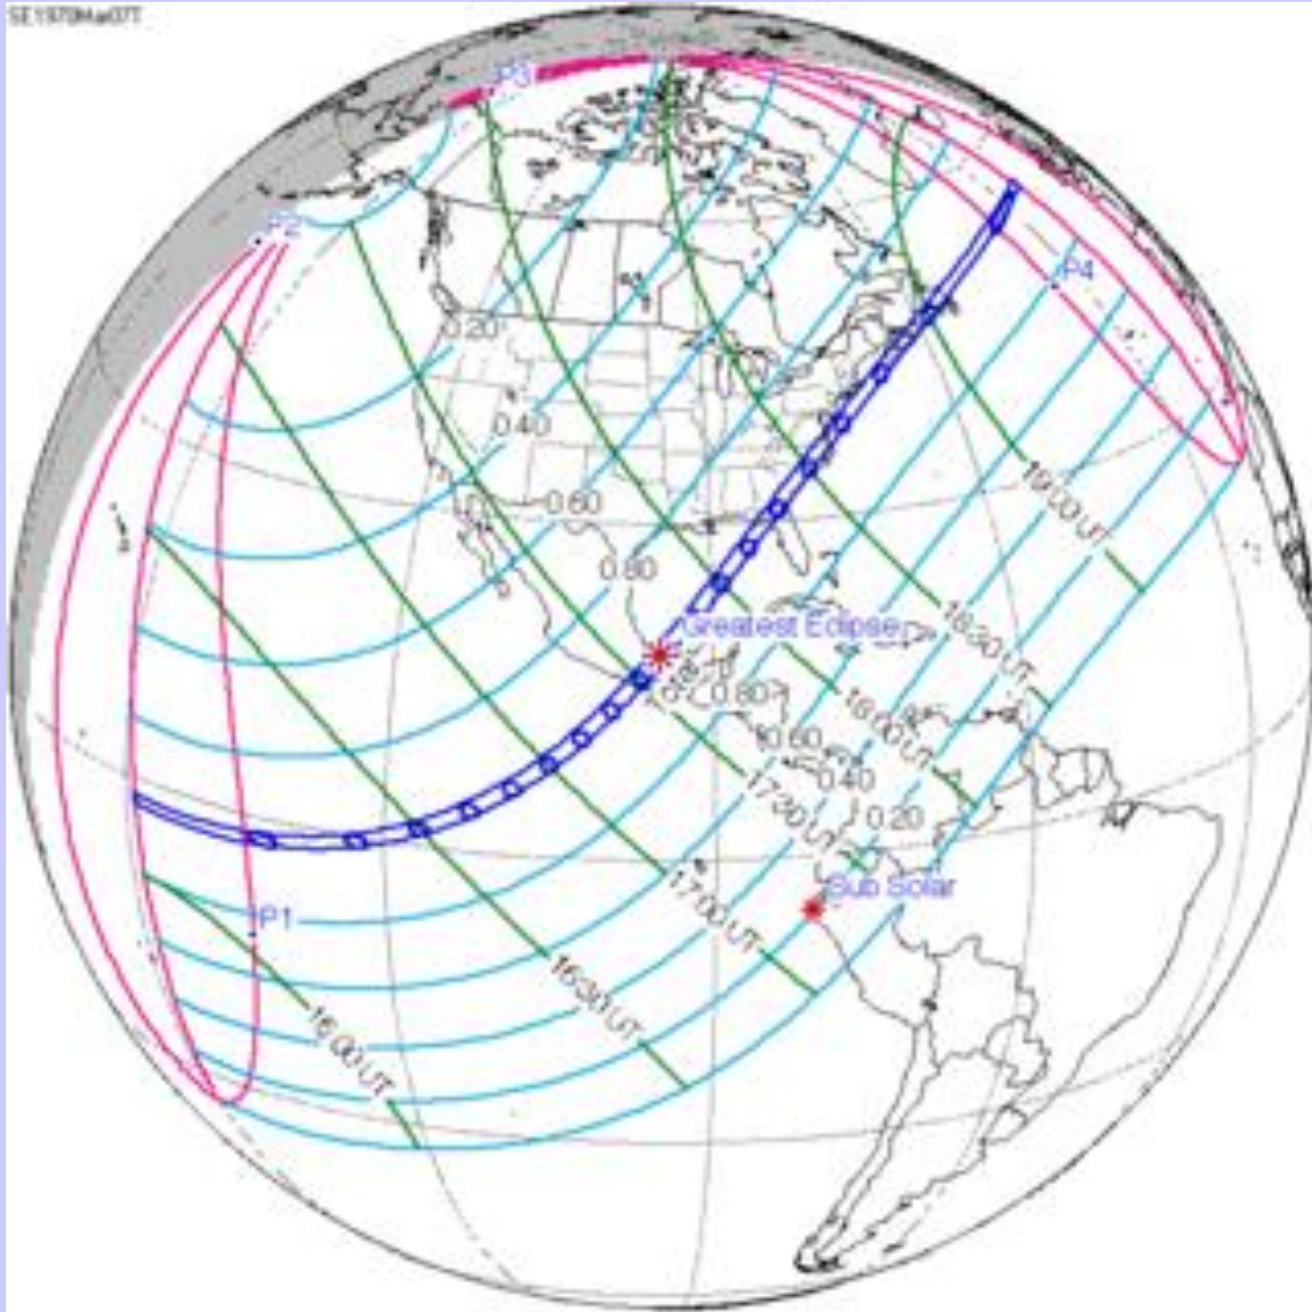 SE1970Mar07T
P3
P2
P4
0.20
0.40
0.60
0.80
19:00 UT
Greatest Eclipse
18:30 UT
0.80
18:00 UT
0.60
0.40
17:30 UT
0.20
Sub Solar
17:00 UT
P1
16:30 UT
16:00 UT